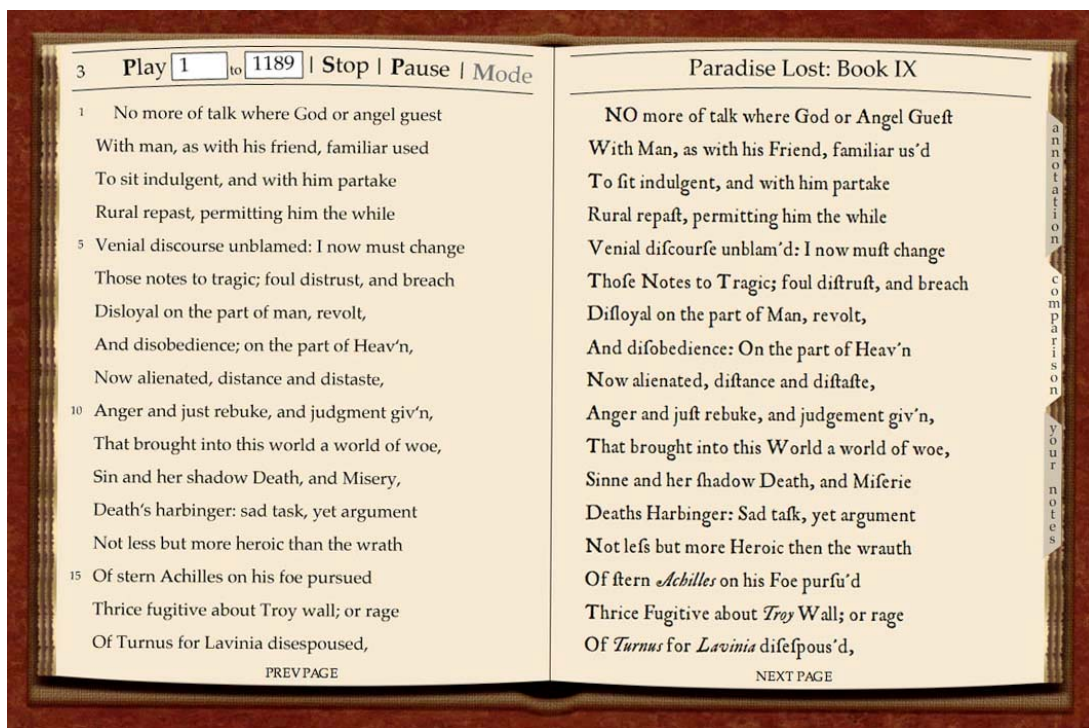 3 Play 1 to 1189 | Stop | Pause | Mode
1 No more of talk where God or angel guest
With man, as with his friend, familiar used
To sit indulgent, and with him partake
Rural repast, permitting him the while
5 Venial discourse unblamed: I now must change
Those notes to tragic; foul distrust, and breach
Disloyal on the part of man, revolt,
And disobedience; on the part of Heav'n,
Now alienated, distance and distaste,
10 Anger and just rebuke, and judgment giv'n,
That brought into this world a world of woe,
Sin and her shadow Death, and Misery,
Death's harbinger: sad task, yet argument
Not less but more heroic than the wrath
15 Of stern Achilles on his foe pursued
Thrice fugitive about Troy wall; or rage
Of Turnus for Lavinia disespoused,
PREV PAGE
Paradise Lost: Book IX
NO more of talk where God or Angel Gueſt
With Man, as with his Friend, familiar us'd
To ſit indulgent, and with him partake
Rural repaſt, permitting him the while
Venial diſcourſe unblam'd: I now muſt change
Thoſe Notes to Tragic; foul diſtruſt, and breach
Diſloyal on the part of Man, revolt,
And diſobedience: On the part of Heav'n
Now alienated, diſtance and diſtaſte,
Anger and juſt rebuke, and judgement giv'n,
That brought into this World a world of woe,
Sinne and her ſhadow Death, and Miſerie
Deaths Harbinger: Sad taſk, yet argument
Not leſs but more Heroic then the wrauth
Of ſtern Achilles on his Foe purſu'd
Thrice Fugitive about Troy Wall; or rage
Of Turnus for Lavinia diſeſpous'd,
NEXT PAGE
annotation
comparison
your notes